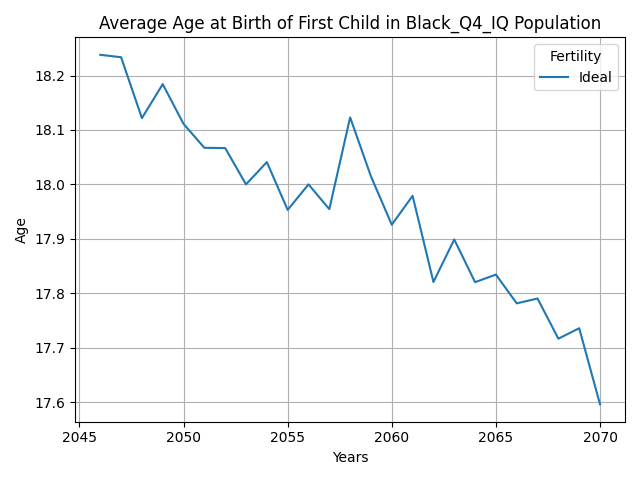 Average Age at Birth of First Child in Black_Q4_IQ Population
Fertility
Ideal
Age
18.2
18.1
18.0
17.9
17.8
17.7
17.6
2045 2050 2055 2060 2065 2070
Years